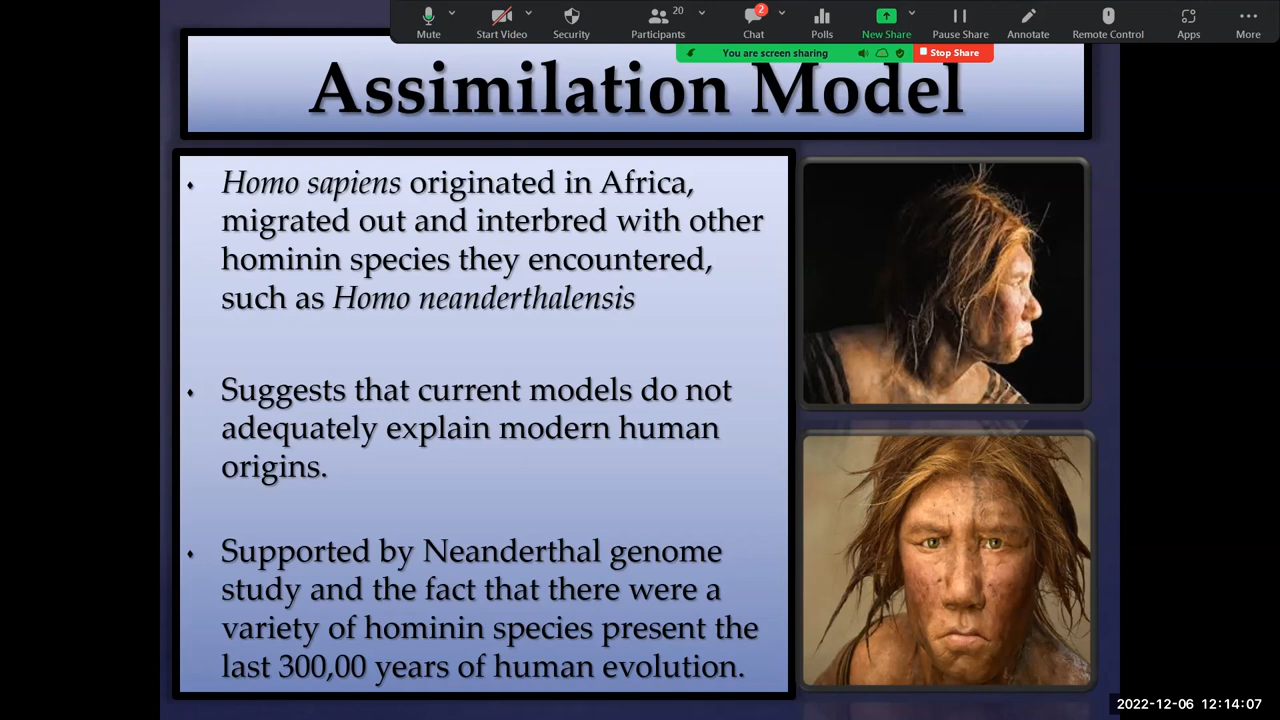 Mute
Start Video
Security
Participants
20
Chat
2
Polls
New Share
Pause Share
Annotate
Remote Control
Apps
More
You are screen sharing
Stop Share
Assimilation Model
Homo sapiens originated in Africa,
migrated out and interbred with other
hominin species they encountered,
such as Homo neanderthalensis
Suggests that current models do not
adequately explain modern human
origins.
Supported by Neanderthal genome
study and the fact that there were a
variety of hominin species present the
last 300,00 years of human evolution.
2022-12-06 12:14:07